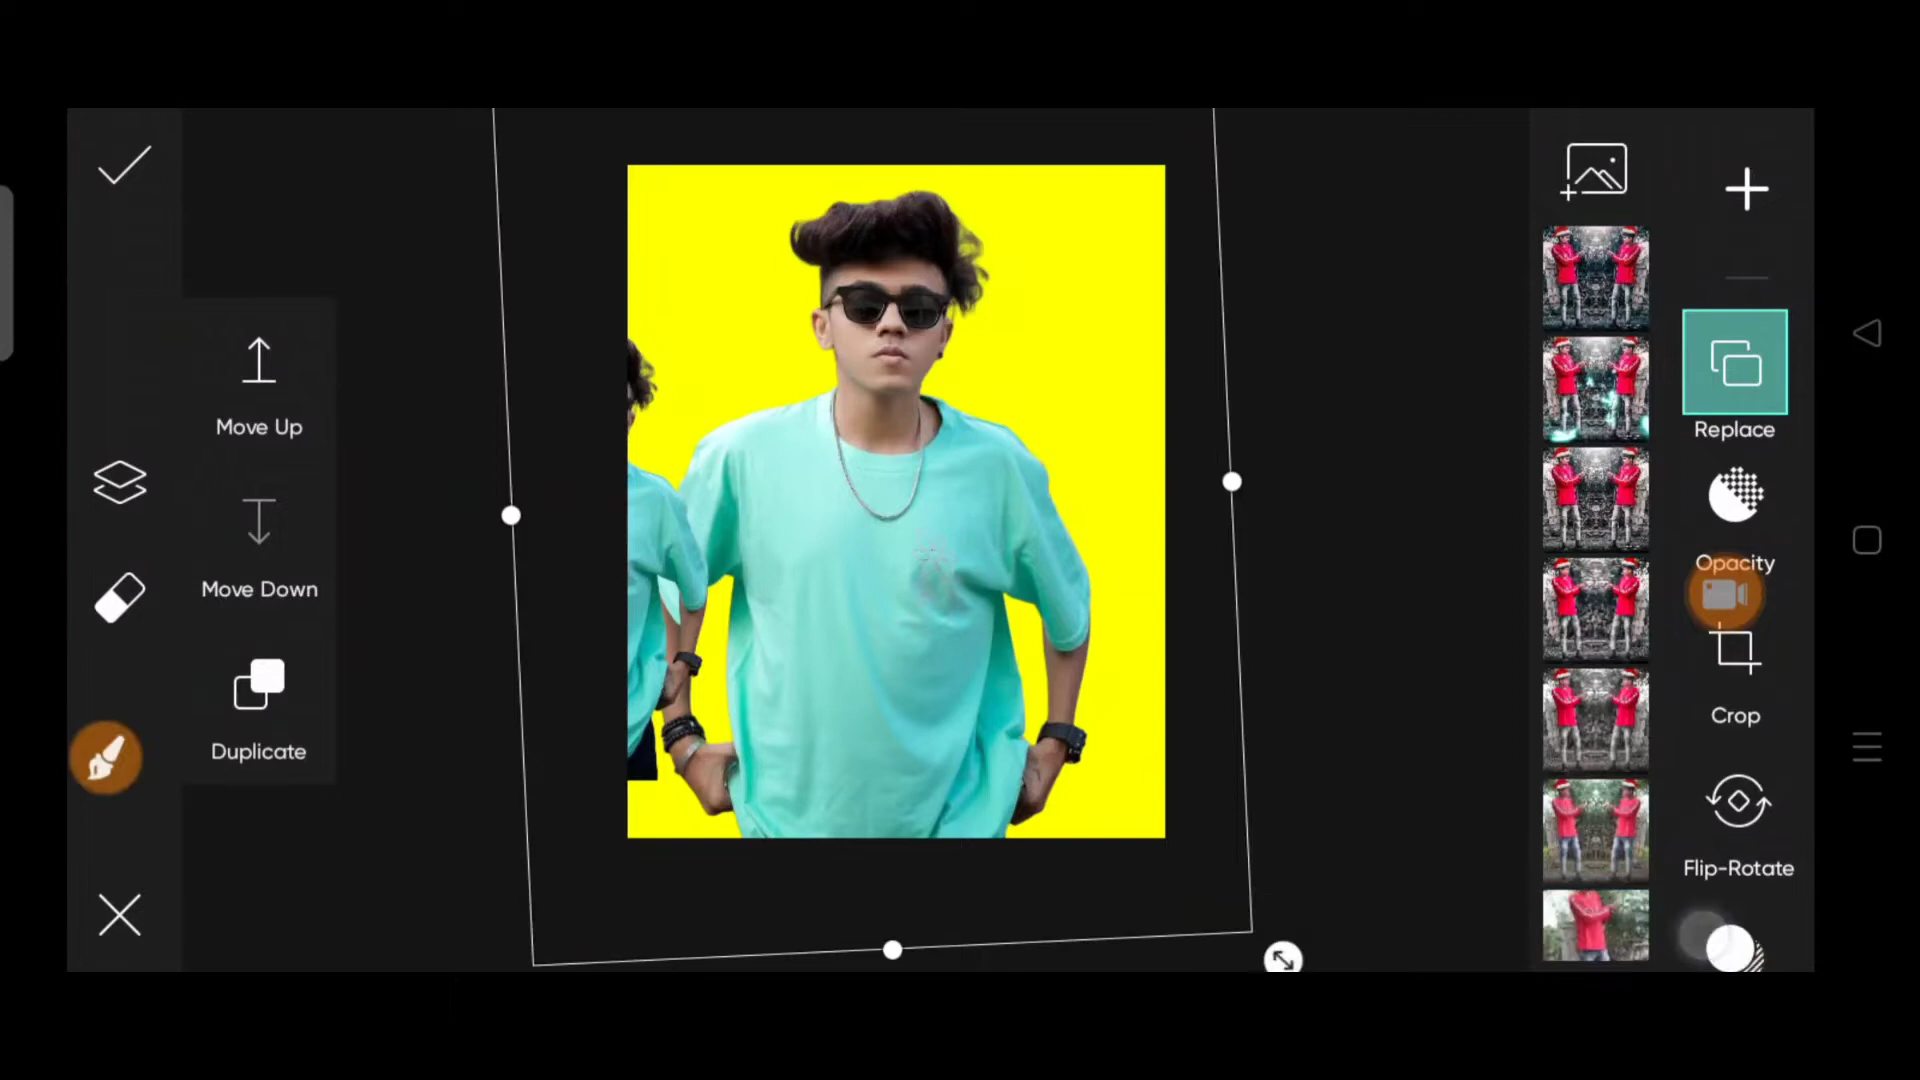 Move Up
Move Down
Duplicate
Replace
Opacity
Crop
Flip-Rotate